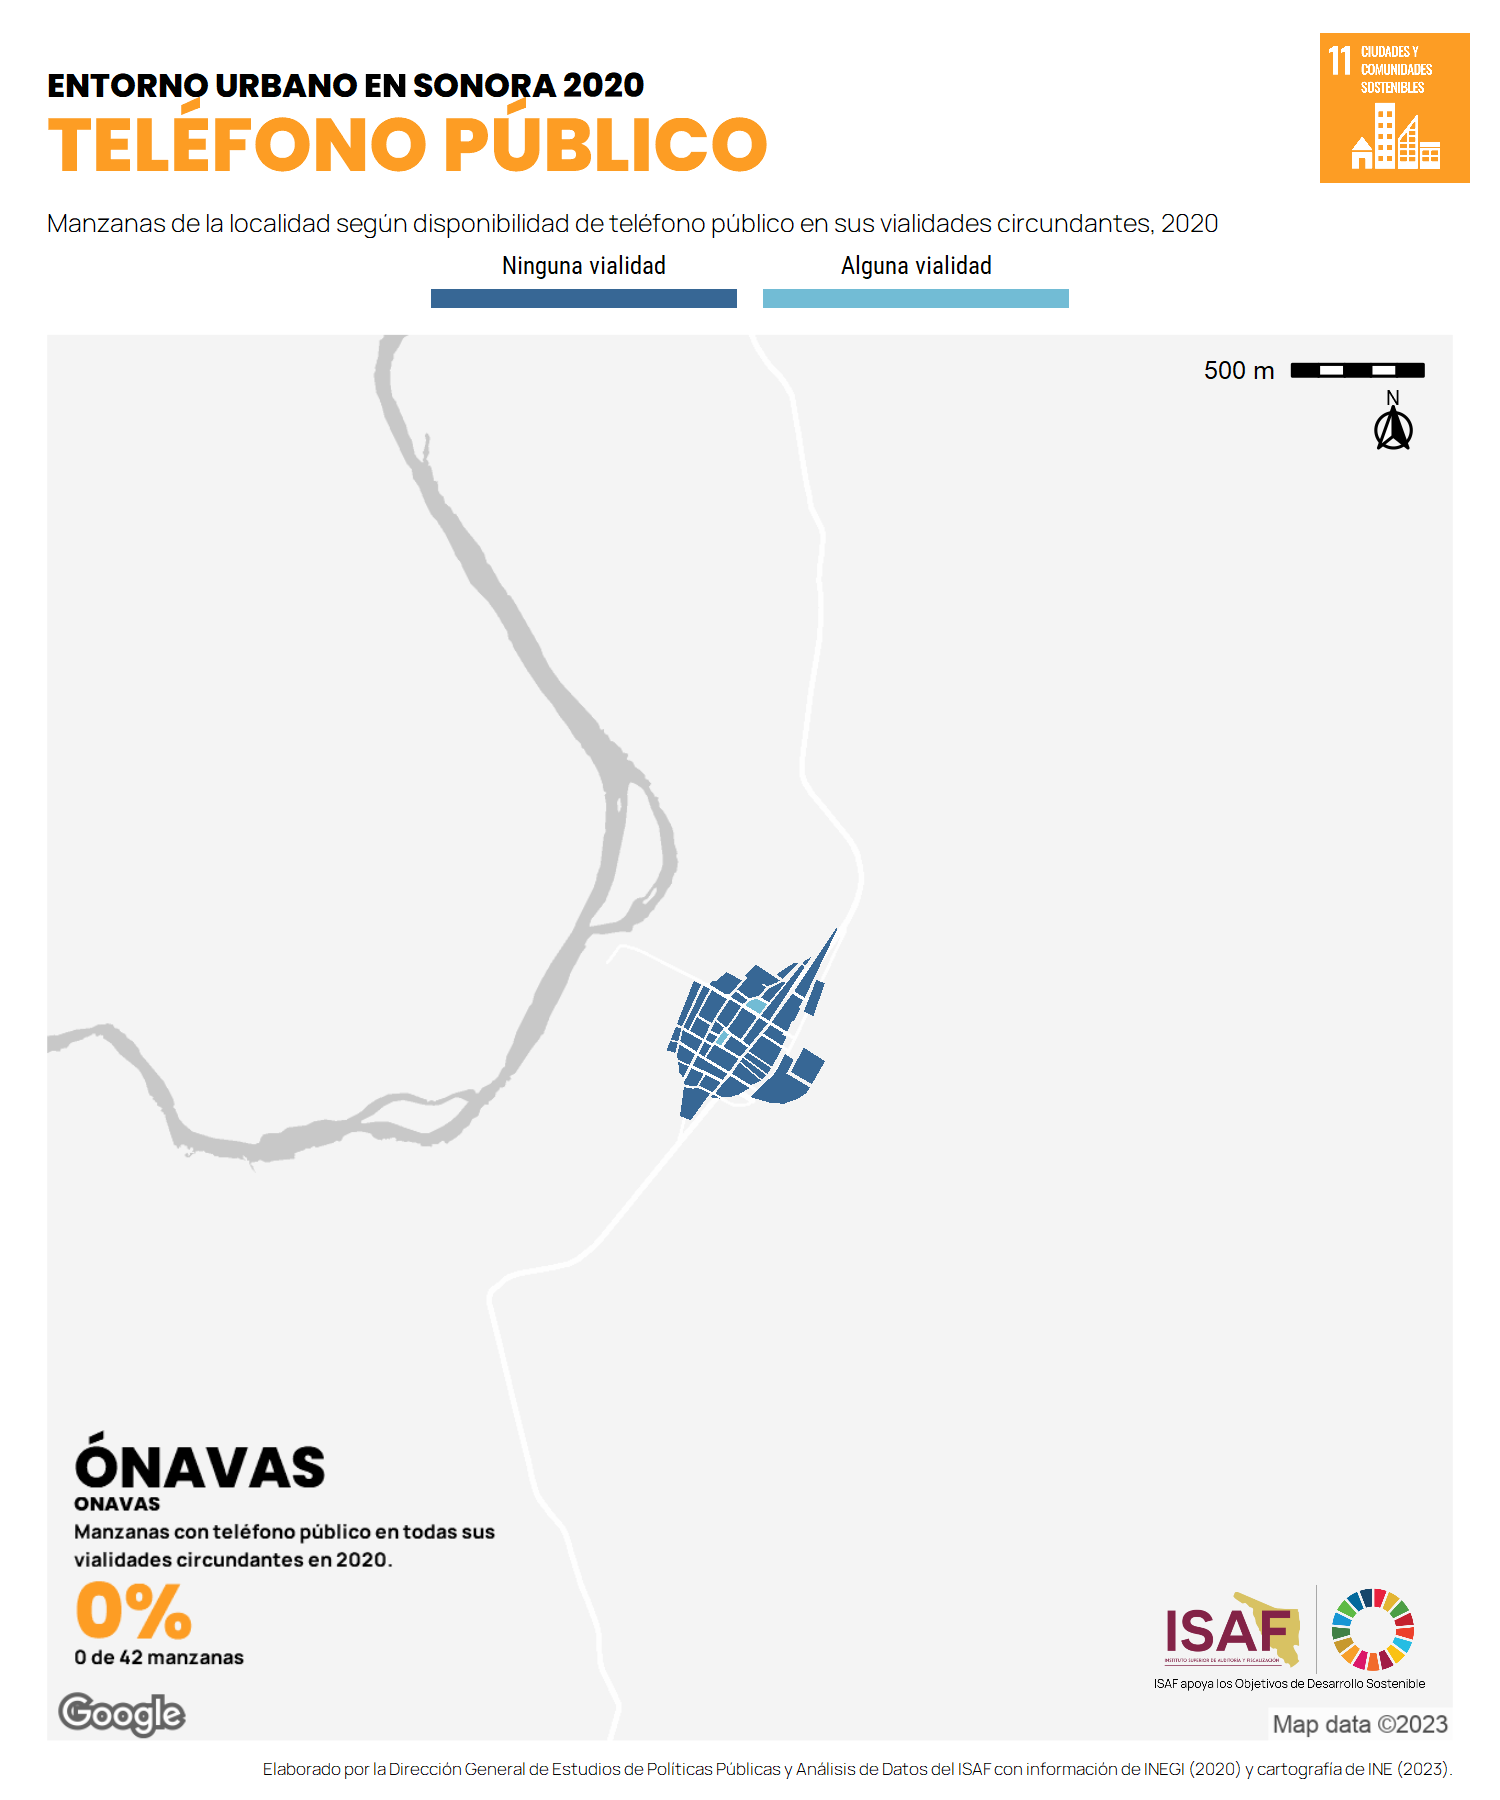 ENTORNO URBANO EN SONORA 2020
TELÉFONO PÚBLICO
11 CIUDADES Y
COMUNIDADES
SOSTENIBLES
Manzanas de la localidad según disponibilidad de teléfono público en sus vialidades circundantes, 2020
Ninguna vialidad
Alguna vialidad
500 m
N
ÓNAVAS
ONAVAS
Manzanas con teléfono público en todas sus
vialidades circundantes en 2020.
0%
0 de 42 manzanas
ISAF
INSTITUTO SUPERIOR DE AUDITORÍA Y FISCALIZACIÓN
ISAF apoya los Objetivos de Desarrollo Sostenible
Google
Map data ©2023
Elaborado por la Dirección General de Estudios de Políticas Públicas y Análisis de Datos del ISAF con información de INEGI (2020) y cartografía de INE (2023).